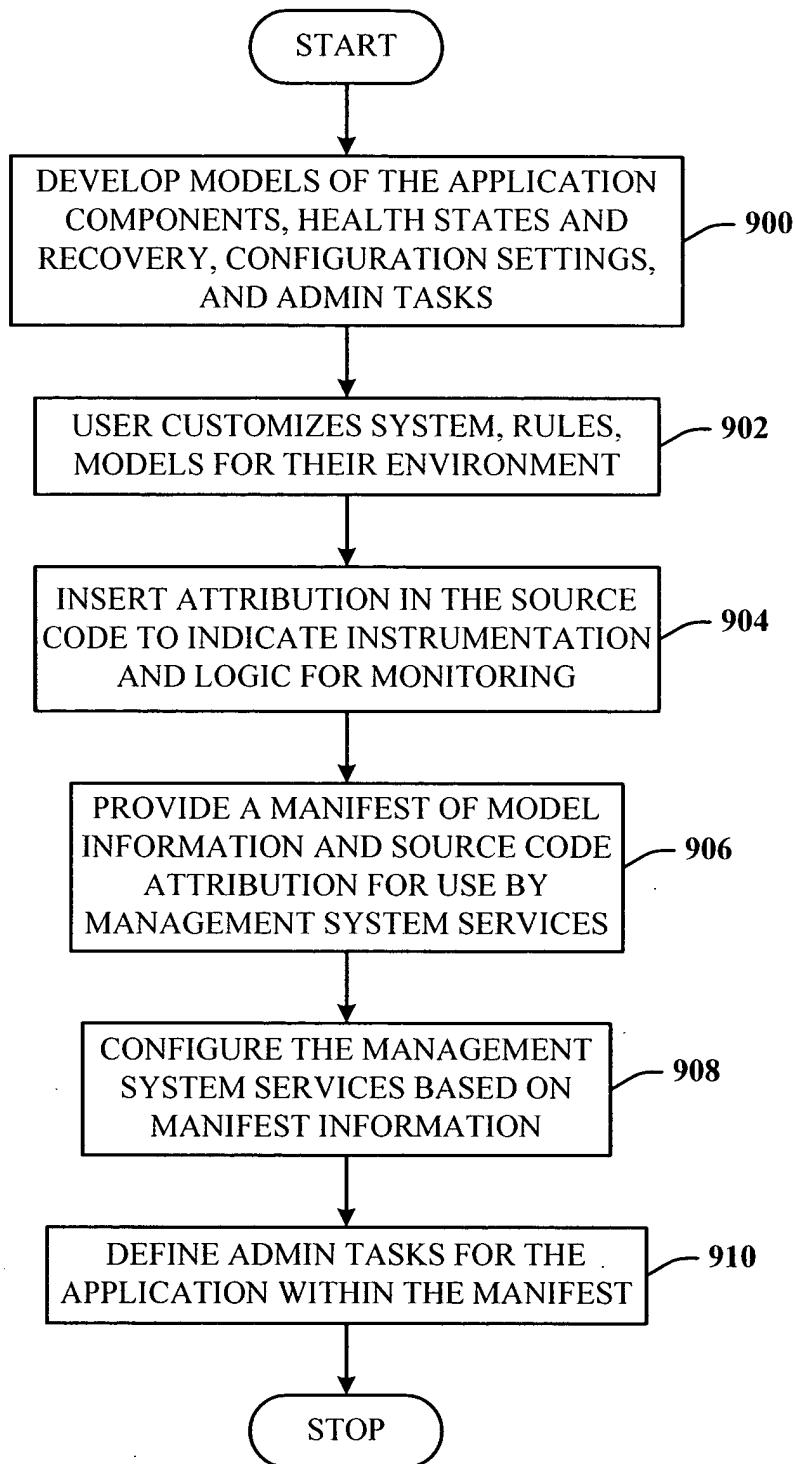 START
DEVELOP MODELS OF THE APPLICATION
COMPONENTS, HEALTH STATES AND
RECOVERY, CONFIGURATION SETTINGS,
AND ADMIN TASKS
900
USER CUSTOMIZES SYSTEM, RULES,
MODELS FOR THEIR ENVIRONMENT
902
INSERT ATTRIBUTION IN THE SOURCE
CODE TO INDICATE INSTRUMENTATION
AND LOGIC FOR MONITORING
904
PROVIDE A MANIFEST OF MODEL
INFORMATION AND SOURCE CODE
ATTRIBUTION FOR USE BY
MANAGEMENT SYSTEM SERVICES
906
CONFIGURE THE MANAGEMENT
SYSTEM SERVICES BASED ON
MANIFEST INFORMATION
908
DEFINE ADMIN TASKS FOR THE
APPLICATION WITHIN THE MANIFEST
910
STOP